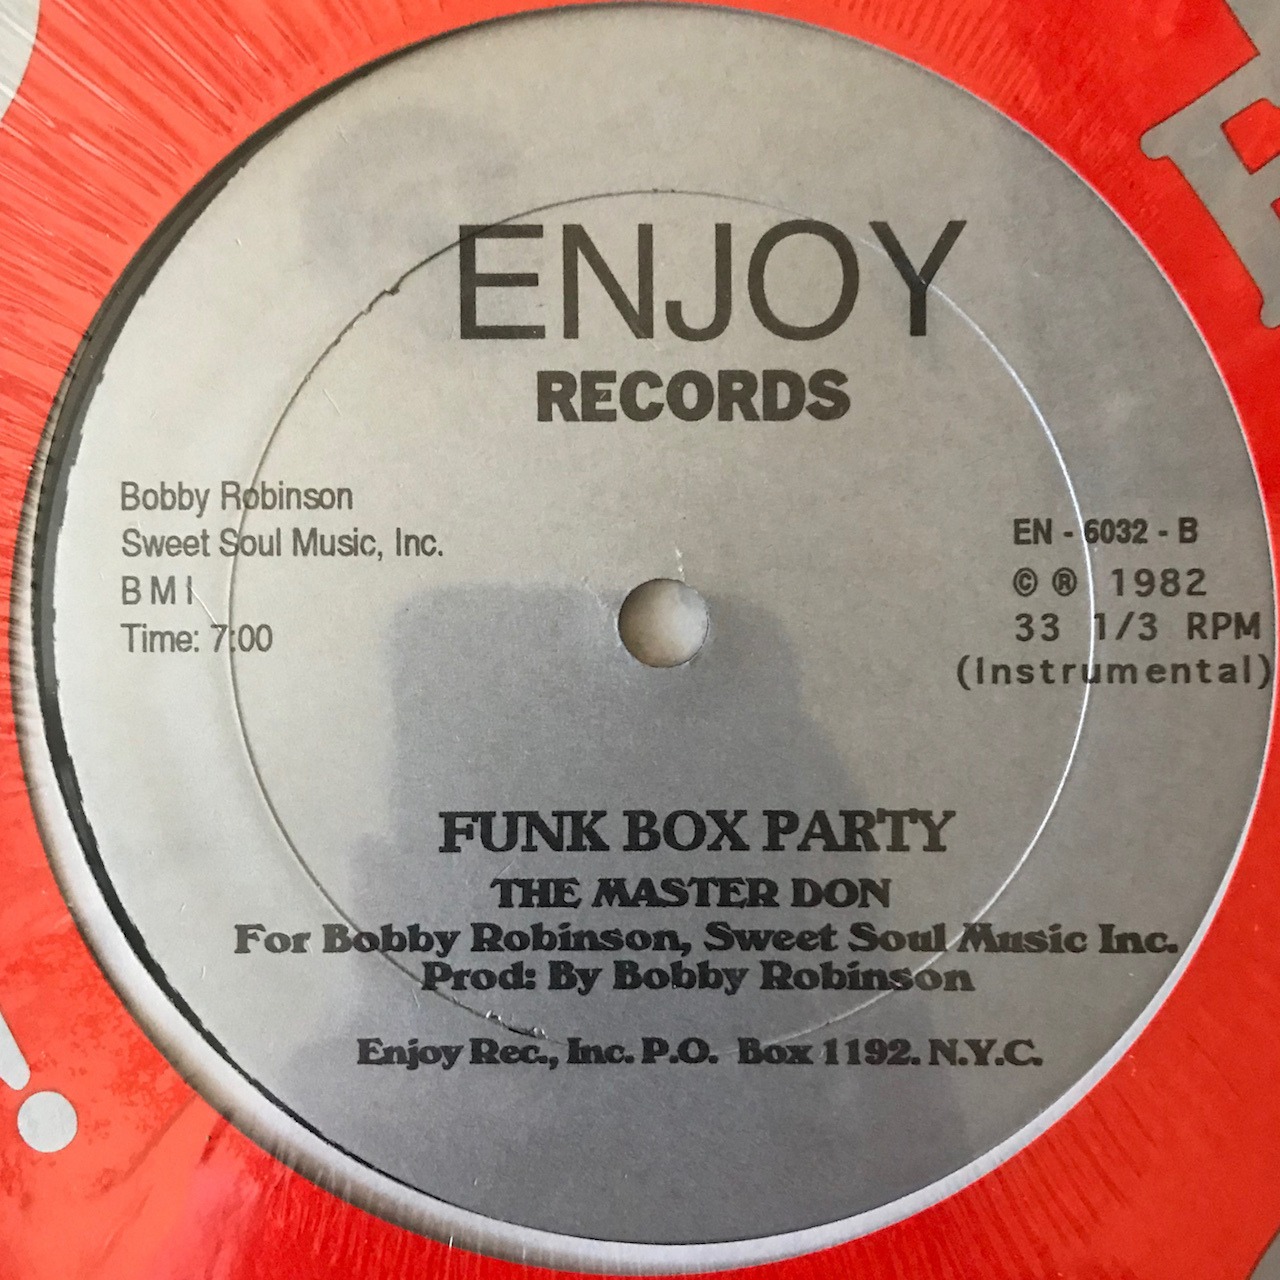 ENJOY
RECORDS
Bobby Robinson
Sweet Soul Music, Inc.
B M I
Time: 7:00
EN - 6032 - B
© ® 1982
33 1/3 RPM
(Instrumental)
FUNK BOX PARTY
THE MASTER DON
For Bobby Robinson, Sweet Soul Music Inc.
Prod: By Bobby Robinson
Enjoy Rec., Inc. P.O. Box 1192. N.Y.C.